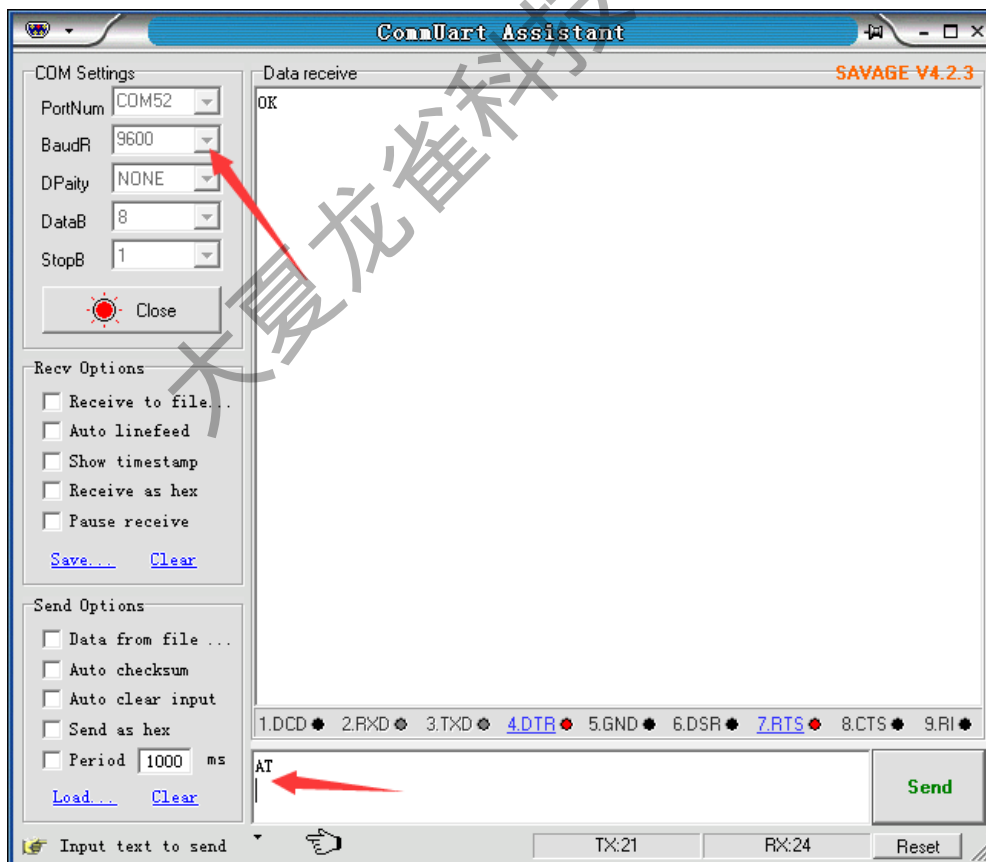 CommUart Assistant
COM Settings
PortNum COM52
BaudR 9600
DPaity NONE
DataB 8
StopB 1
Close
Recv Options
Receive to file...
Auto linefeed
Show timestamp
Receive as hex
Pause receive
Save... Clear
Send Options
Data from file ...
Auto checksum
Auto clear input
Send as hex
Period 1000 ms
Load... Clear
Data receive
SAVAGE V4.2.3
OK
1.DCD 2.RXD 3.TXD 4.DTR 5.GND 6.DSR 7.RTS 8.CTS 9.RI
AT
Send
Input text to send
TX:21
RX:24
Reset
大夏龙雀科技